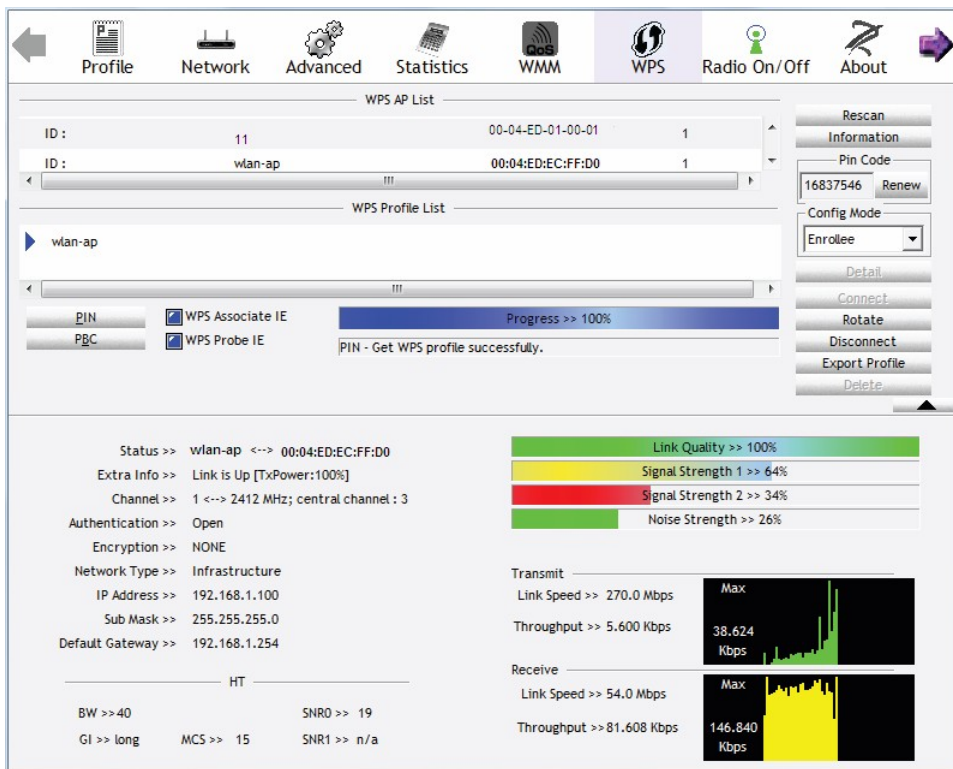 Profile Network Advanced Statistics QoS WMM WPS Radio On/Off About
WPS AP List
ID : 11 00-04-ED-01-00-01 1
ID : wlan-ap 00:04:ED:EC:FF:D0 1
Rescan
Information
Pin Code
16837546 Renew
Config Mode
Enrollee
Detail
Connect
Rotate
Disconnect
Export Profile
Delete
WPS Profile List
wlan-ap
PIN WPS Associate IE Progress >> 100%
PBC WPS Probe IE PIN - Get WPS profile successfully.
Status >> wlan-ap <--> 00:04:ED:EC:FF:D0
Extra Info >> Link is Up [TxPower:100%]
Channel >> 1 <--> 2412 MHz; central channel : 3
Authentication >> Open
Encryption >> NONE
Network Type >> Infrastructure
IP Address >> 192.168.1.100
Sub Mask >> 255.255.255.0
Default Gateway >> 192.168.1.254
HT
BW >>40 SNR0 >> 19
GI >> long MCS >> 15 SNR1 >> n/a
Link Quality >> 100%
Signal Strength 1 >> 64%
Signal Strength 2 >> 34%
Noise Strength >> 26%
Transmit
Link Speed >> 270.0 Mbps
Throughput >> 5.600 Kbps
Max
38.624
Kbps
Receive
Link Speed >> 54.0 Mbps
Throughput >>81.608 Kbps
Max
146.840
Kbps